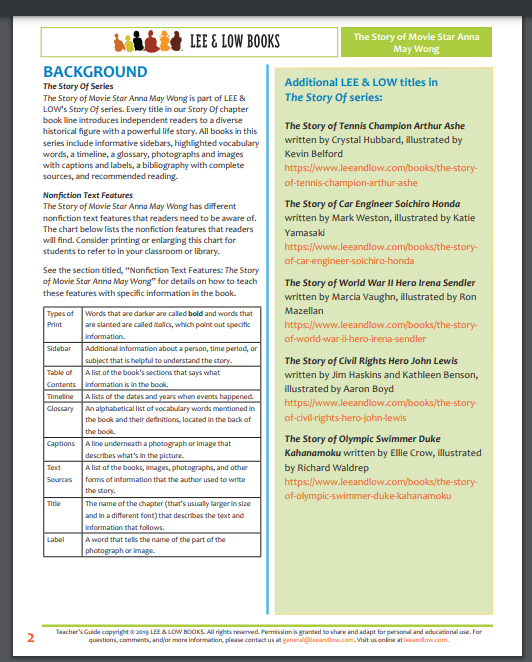 LEE & LOW BOOKS
The Story of Movie Star Anna
May Wong
BACKGROUND
The Story Of Series
The Story of Movie Star Anna May Wong is part of LEE &
LOW's Story Of series. Every title in our Story Of chapter
book line introduces independent readers to a diverse
historical figure with a powerful life story. All books in this
series include informative sidebars, highlighted vocabulary
words, a timeline, a glossary, photographs and images
with captions and labels, a bibliography with complete
sources, and recommended reading.
Nonfiction Text Features
The Story of Movie Star Anna May Wong has different
nonfiction text features that readers need to be aware of.
The chart below lists the nonfiction features that readers
will find. Consider printing or enlarging this chart for
students to refer to in your classroom or library.
See the section titled, "Nonfiction Text Features: The Story
of Movie Star Anna May Wong" for details on how to teach
these features with specific information in the book.
Types of
Print
Words that are darker are called bold and words
that are slanted are called italics, which point out specific
information.
Sidebar
Additional information about a person, time period, or
subject that is helpful to understand the story.
Table of
Contents
A list of the book's sections that says what
information is in the book.
Timeline
A lists of the dates and years when events happened.
Glossary
An alphabetical list of vocabulary words mentioned in
the book and their definitions, located in the back of
the book.
Captions
A line underneath a photograph or image that
describes what's in the picture.
Text
Sources
A list of the books, images, photographs, and other
forms of information that the author used to write
the story.
Title
The name of the chapter (that's usually larger in size
and in a different font) that describes the text and
information that follows.
Label
A word that tells the name of the part of the
photograph or image.
Additional LEE & LOW titles in
The Story Of series:
The Story of Tennis Champion Arthur Ashe
written by Crystal Hubbard, illustrated by
Kevin Belford
https://www.leeandlow.com/books/the-story-
of-tennis-champion-arthur-ashe
The Story of Car Engineer Soichiro Honda
written by Mark Weston, illustrated by Katie
Yamasaki
https://www.leeandlow.com/books/the-story-
of-car-engineer-soichiro-honda
The Story of World War II Hero Irena Sendler
written by Marcia Vaughn, illustrated by Ron
Mazellan
https://www.leeandlow.com/books/the-story-
of-world-war-ii-hero-irena-sendler
The Story of Civil Rights Hero John Lewis
written by Jim Haskins and Kathleen Benson,
illustrated by Aaron Boyd
https://www.leeandlow.com/books/the-story-
of-civil-rights-hero-john-lewis
The Story of Olympic Swimmer Duke
Kahanamoku written by Ellie Crow, illustrated
by Richard Waldrep
https://www.leeandlow.com/books/the-story-
of-olympic-swimmer-duke-kahanamoku
2
Teacher's Guide copyright © 2019 LEE & LOW BOOKS. All rights reserved. Permission is granted to share and adapt for personal and educational use. For
questions, comments, and/or more information, please contact us at general@leeandlow.com. Visit us online at leeandlow.com.